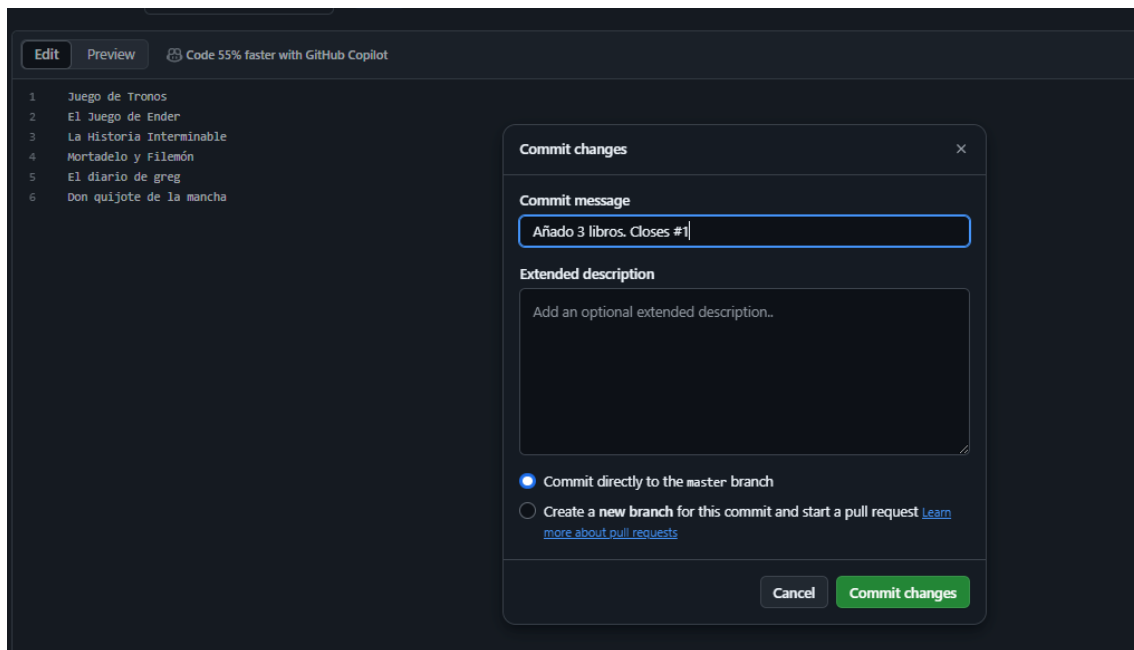 Edit Preview Code 55% faster with GitHub Copilot
1 Juego de Tronos
2 El Juego de Ender
3 La Historia Interminable
4 Mortadelo y Filemón
5 El diario de greg
6 Don quijote de la mancha
Commit changes
Commit message
Añado 3 libros. Closes #1
Extended description
Add an optional extended description..
Commit directly to the master branch
Create a new branch for this commit and start a pull request Learn
more about pull requests
Cancel Commit changes